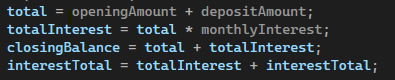 total = openingAmount + depositAmount;
totalInterest = total * monthlyInterest;
closingBalance = total + totalInterest;
interestTotal = totalInterest + interestTotal;